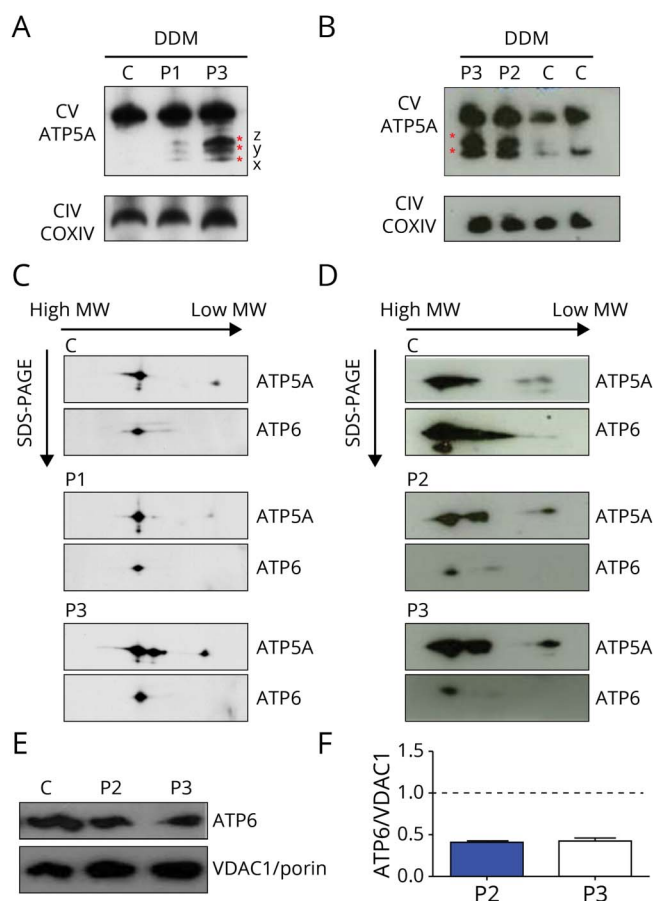 A
DDM
C P1 P3
CV
ATP5A
* z
* y
* x
CIV
COXIV
B
DDM
P3 P2 C C
CV
ATP5A
*
*
CIV
COXIV
C
High MW Low MW
SDS-PAGE
C
ATP5A
ATP6
P1
ATP5A
ATP6
P3
ATP5A
ATP6
D
High MW Low MW
SDS-PAGE
C
ATP5A
ATP6
P2
ATP5A
ATP6
P3
ATP5A
ATP6
E
C P2 P3
ATP6
VDAC1/porin
F
ATP6/VDAC1
1.5
1.0
0.5
0.0
P2 P3